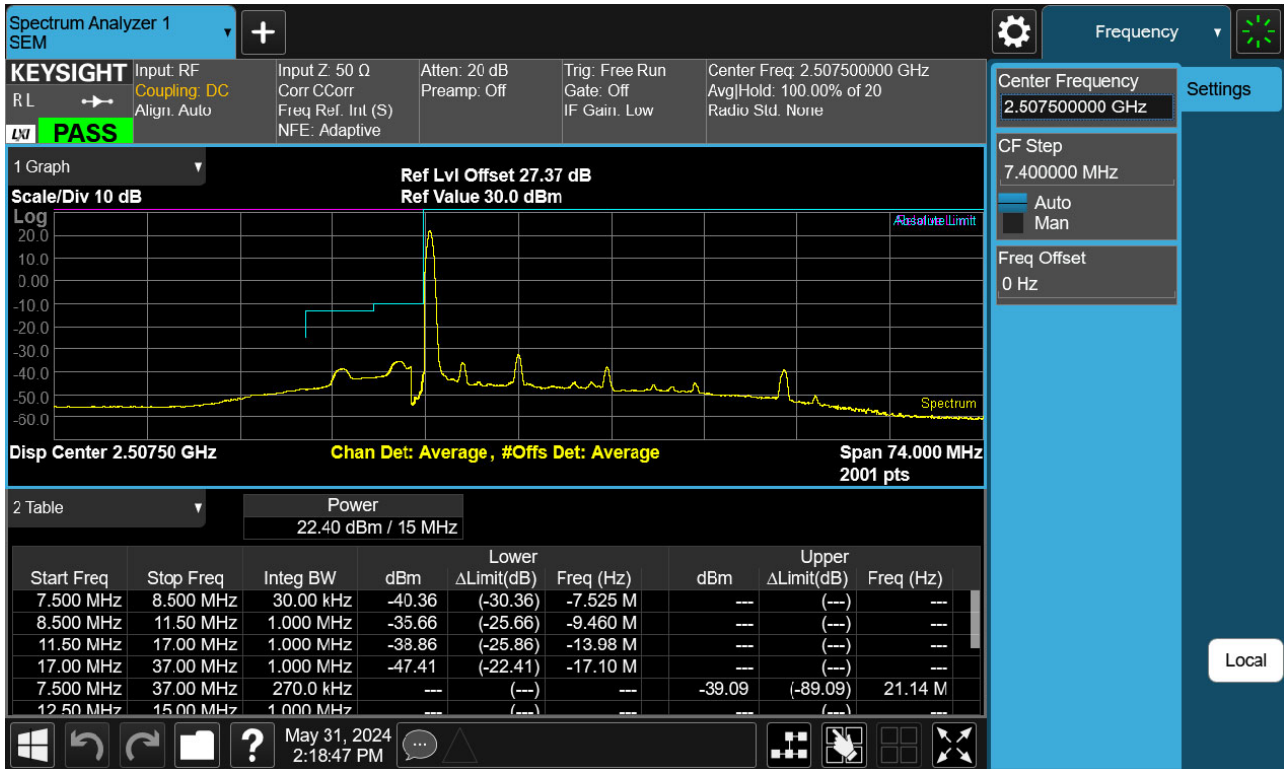 Spectrum Analyzer 1
SEM
+
Frequency
KEYSIGHT
R L
LXI PASS
Input: RF
Coupling: DC
Align: Auto
Input Z: 50 Ω
Corr CCorr
Freq Ref: Int (S)
NFE: Adaptive
Atten: 20 dB
Preamp: Off
Trig: Free Run
Gate: Off
IF Gain: Low
Center Freq: 2.507500000 GHz
Avg|Hold: 100.00% of 20
Radio Std: None
Center Frequency
2.507500000 GHz
Settings
CF Step
7.400000 MHz
Auto
Man
Freq Offset
0 Hz
1 Graph
Scale/Div 10 dB
Ref Lvl Offset 27.37 dB
Ref Value 30.0 dBm
Log
20.0
10.0
0.00
-10.0
-20.0
-30.0
-40.0
-50.0
-60.0
Limit
Spectrum
Disp Center 2.50750 GHz
Chan Det: Average, #Offs Det: Average
Span 74.000 MHz
2001 pts
2 Table
Power
22.40 dBm / 15 MHz
Lower Upper
Start Freq Stop Freq Integ BW dBm ΔLimit(dB) Freq (Hz) dBm ΔLimit(dB) Freq (Hz)
7.500 MHz 8.500 MHz 30.00 kHz -40.36 (-30.36) -7.525 M --- (---) ---
8.500 MHz 11.50 MHz 1.000 MHz -35.66 (-25.66) -9.460 M --- (---) ---
11.50 MHz 17.00 MHz 1.000 MHz -38.86 (-25.86) -13.98 M --- (---) ---
17.00 MHz 37.00 MHz 1.000 MHz -47.41 (-22.41) -17.10 M --- (---) ---
7.500 MHz 37.00 MHz 270.0 kHz --- (---) --- -39.09 (-89.09) 21.14 M
12.50 MHz 15.00 MHz 1.000 MHz --- (---) --- --- (---) ---
Local
?
May 31, 2024
2:18:47 PM